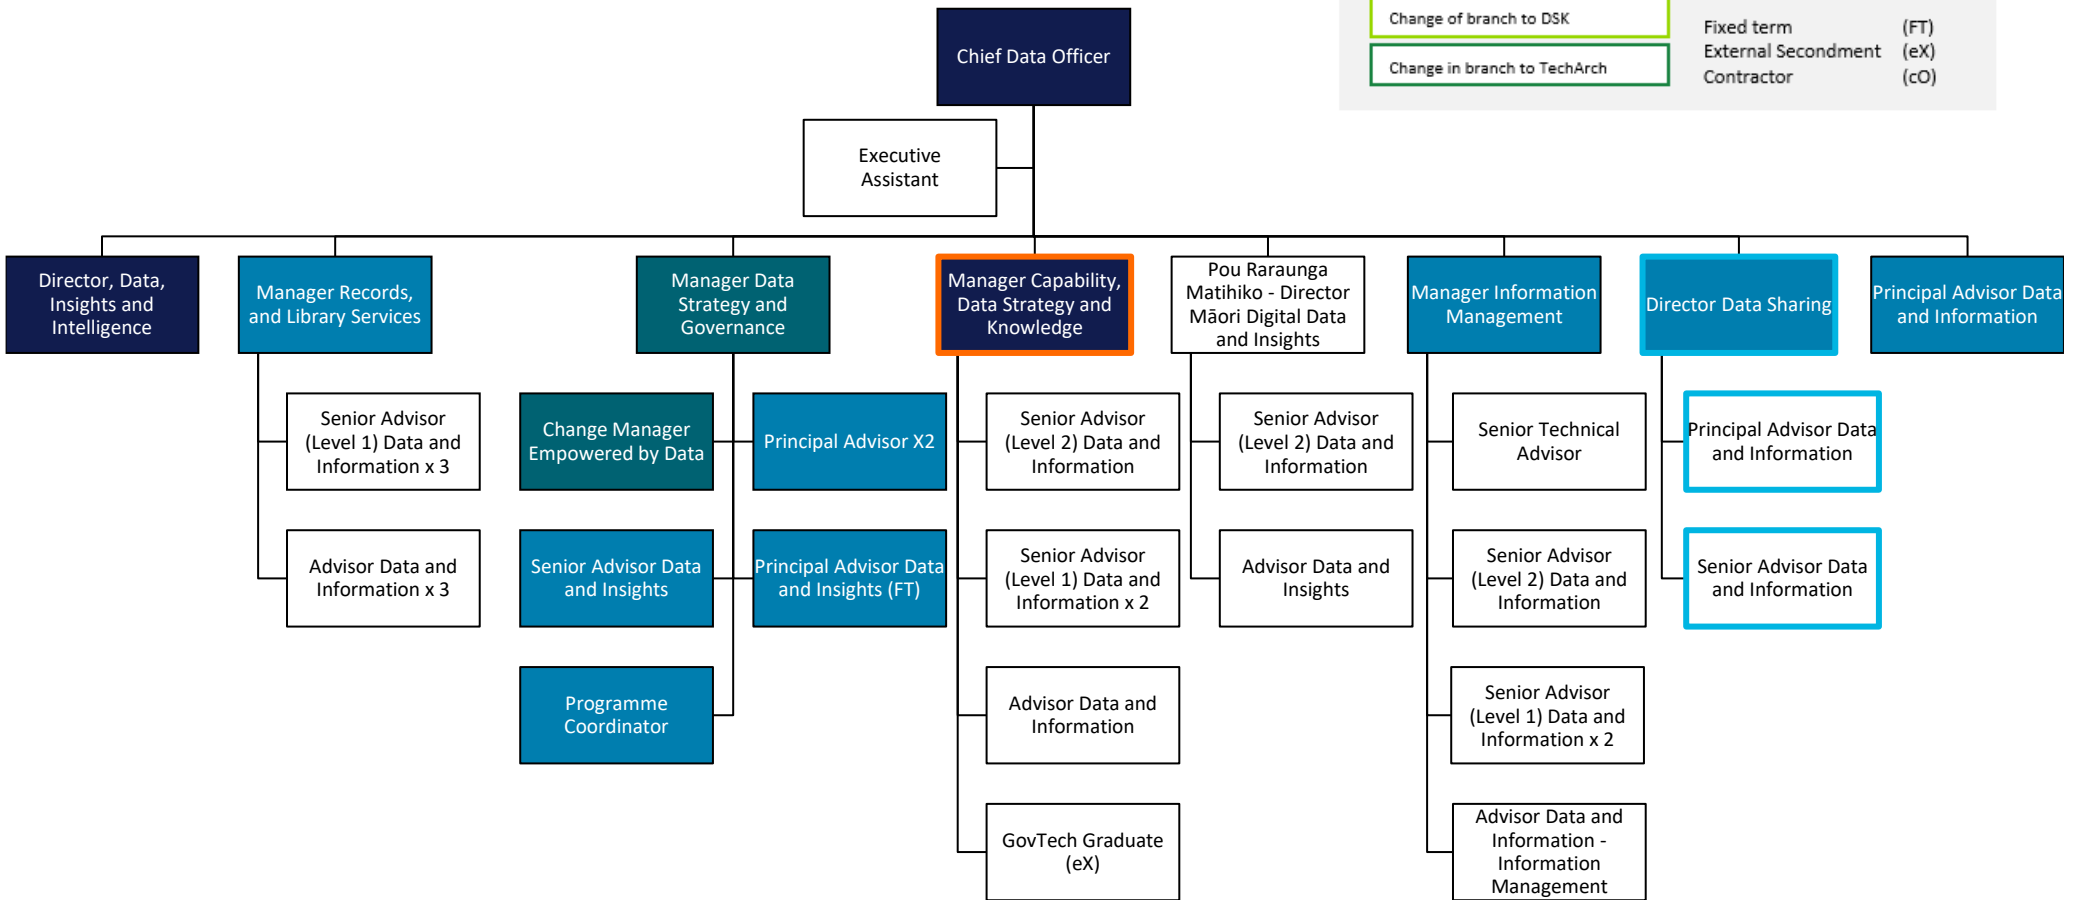 Change of branch to DSK
Change in branch to TechArch
Fixed term (FT)
External Secondment (eX)
Contractor (cO)
Chief Data Officer
Executive
Assistant
Director, Data,
Insights and
Intelligence
Manager Records,
and Library Services
Manager Data
Strategy and
Governance
Manager Capability,
Data Strategy and
Knowledge
Pou Raraunga
Matihiko - Director
Māori Digital Data
and Insights
Manager Information
Management
Director Data Sharing
Principal Advisor Data
and Information
Senior Advisor
(Level 1) Data and
Information x 3
Change Manager
Empowered by Data
Principal Advisor X2
Senior Advisor
(Level 2) Data and
Information
Senior Advisor
(Level 2) Data and
Information
Senior Technical
Advisor
Principal Advisor Data
and Information
Advisor Data and
Information x 3
Senior Advisor Data
and Insights
Principal Advisor Data
and Insights (FT)
Senior Advisor
(Level 1) Data and
Information x 2
Advisor Data and
Insights
Senior Advisor
(Level 2) Data and
Information
Senior Advisor Data
and Information
Programme
Coordinator
Advisor Data and
Information
Senior Advisor
(Level 1) Data and
Information x 2
GovTech Graduate
(eX)
Advisor Data and
Information -
Information
Management